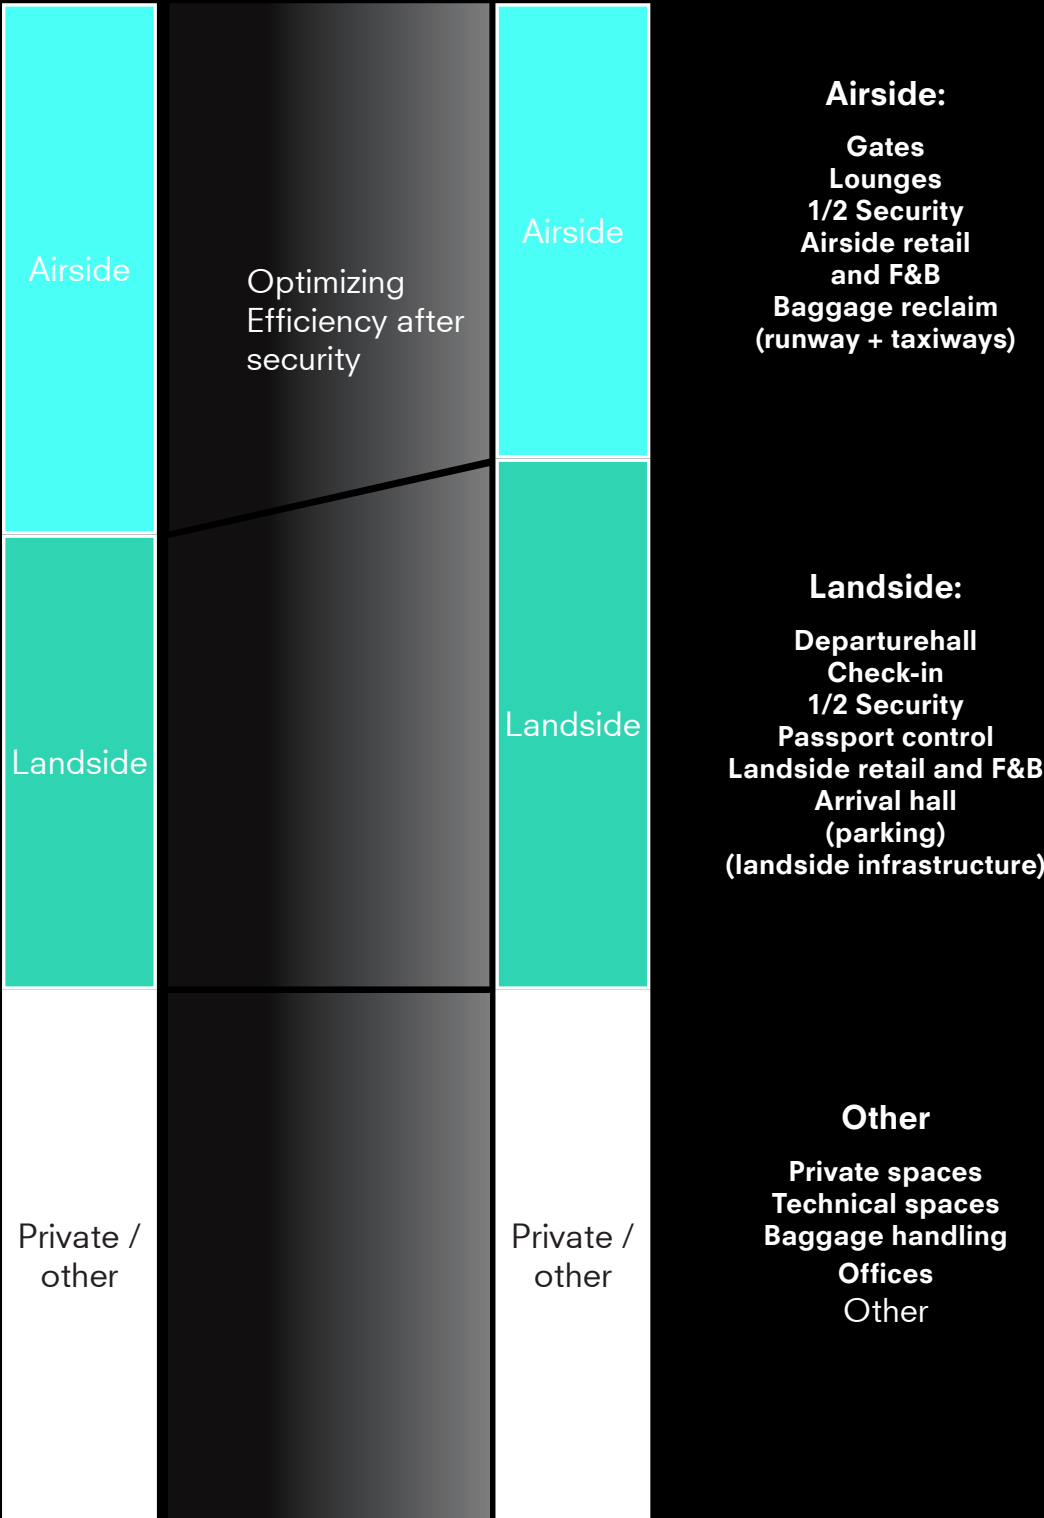 Airside
Landside
Private /
other
Optimizing
Efficiency after
security
Airside
Landside
Private /
other
Airside:
Gates
Lounges
1/2 Security
Airside retail
and F&B
Baggage reclaim
(runway + taxiways)
Landside:
Departurehall
Check-in
1/2 Security
Passport control
Landside retail and F&B
Arrival hall
(parking)
(landside infrastructure)
Other
Private spaces
Technical spaces
Baggage handling
Offices
Other